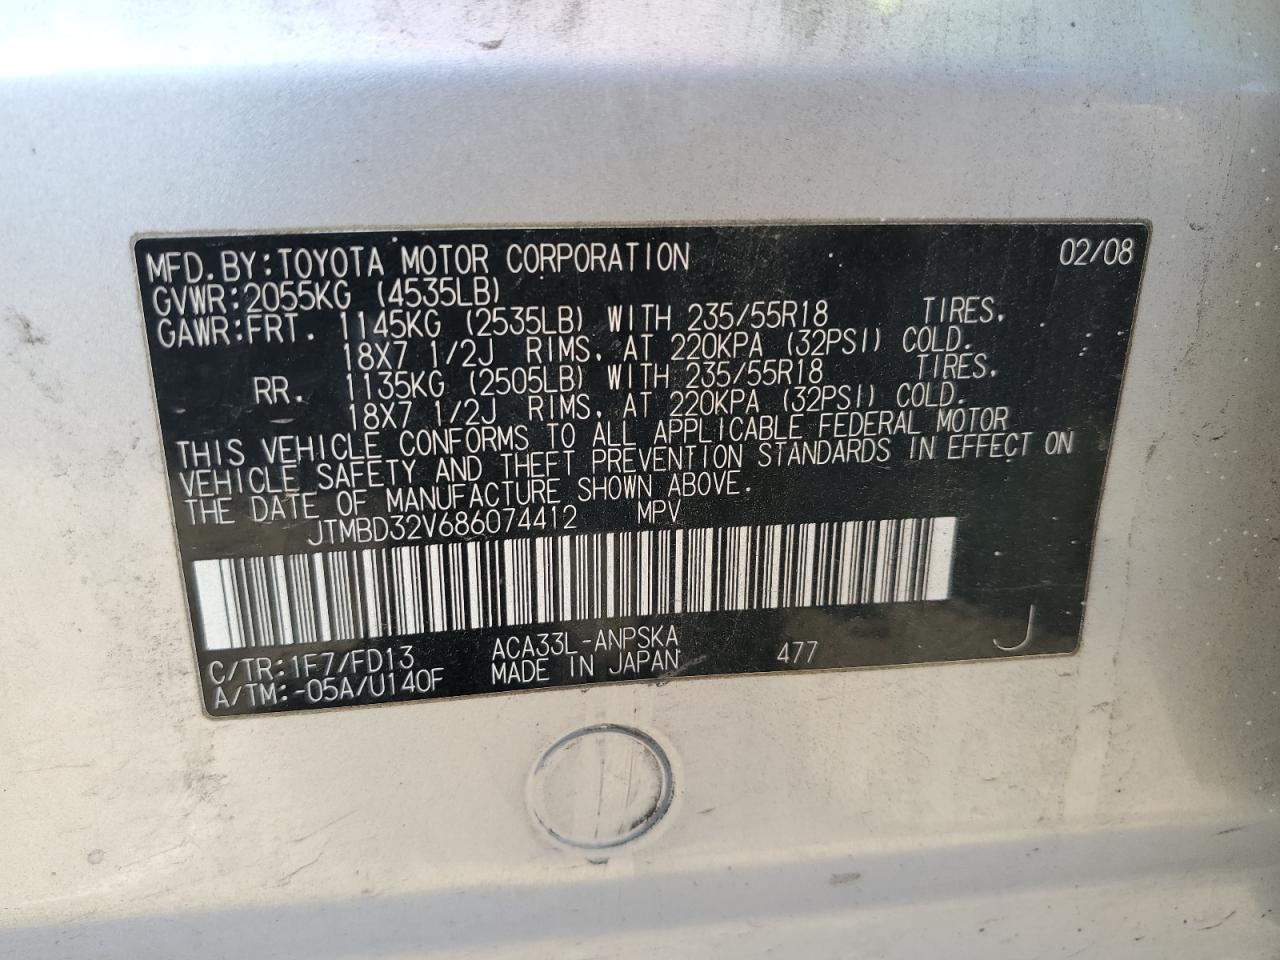 MFD.BY:TOYOTA MOTOR CORPORATION 02/08
GVWR:2055KG (4535LB)
GAWR:FRT. 1145KG (2535LB) WITH 235/55R18 TIRES,
18X7 1/2J RIMS, AT 220KPA (32PSI) COLD.
RR. 1135KG (2505LB) WITH 235/55R18 TIRES,
18X7 1/2J RIMS, AT 220KPA (32PSI) COLD.
THIS VEHICLE CONFORMS TO ALL APPLICABLE FEDERAL MOTOR
VEHICLE SAFETY AND THEFT PREVENTION STANDARDS IN EFFECT ON
THE DATE OF MANUFACTURE SHOWN ABOVE.
JTMBD32V686074412 MPV
C/TR:1F7/FD13 ACA33L-ANPSKA 477 J
A/TM:-05A/U140F MADE IN JAPAN